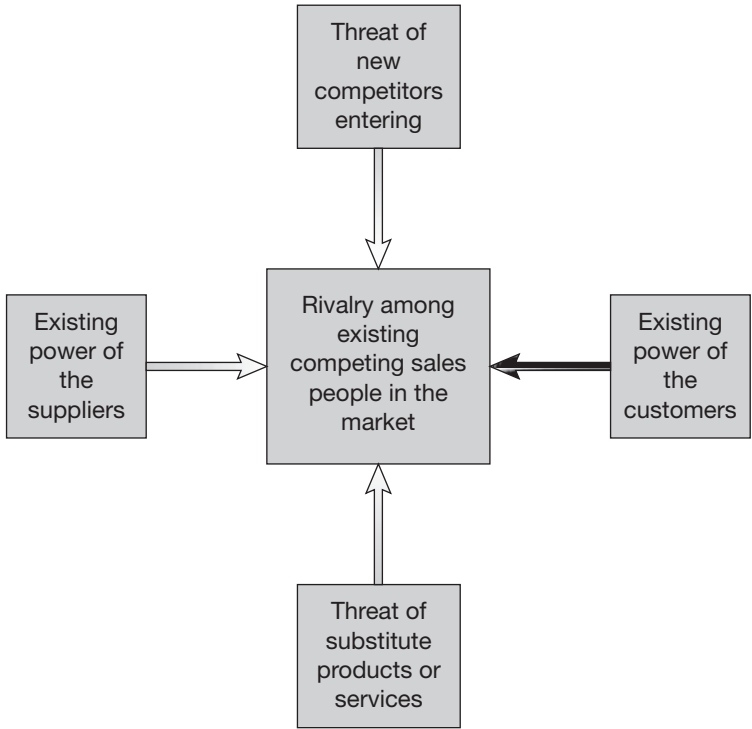 Threat of
new
competitors
entering
Existing
power of
the
suppliers
Rivalry among
existing
competing sales
people in the
market
Existing
power of
the
customers
Threat of
substitute
products or
services